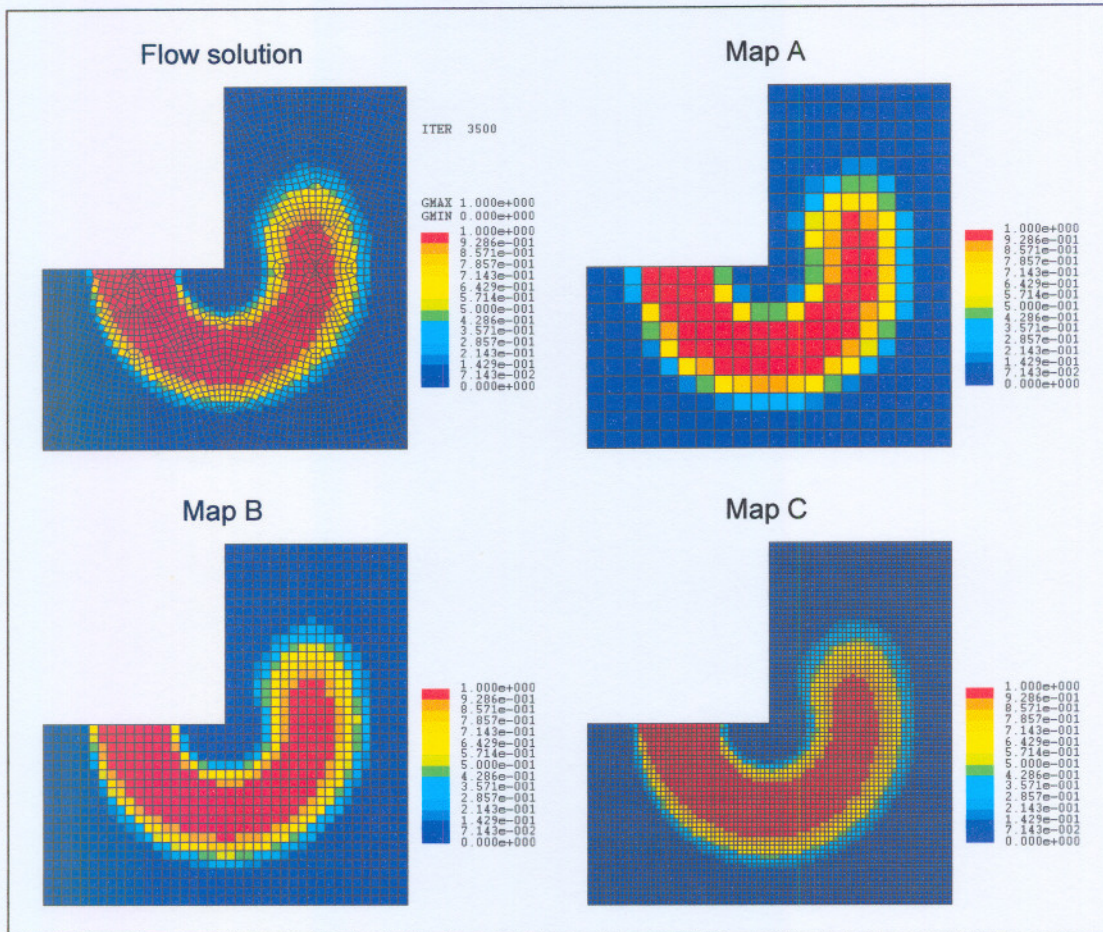 Flow solution
ITER 3500
GMAX 1.000e+000
GMIN 0.000e+000
1.000e+000
9.286e-001
8.571e-001
7.857e-001
7.143e-001
6.429e-001
5.714e-001
5.000e-001
4.286e-001
3.571e-001
2.857e-001
2.143e-001
1.429e-001
7.143e-002
0.000e+000
Map A
1.000e+000
9.286e-001
8.571e-001
7.857e-001
7.143e-001
6.429e-001
5.714e-001
5.000e-001
4.286e-001
3.571e-001
2.857e-001
2.143e-001
1.429e-001
7.143e-002
0.000e+000
Map B
1.000e+000
9.286e-001
8.571e-001
7.857e-001
7.143e-001
6.429e-001
5.714e-001
5.000e-001
4.286e-001
3.571e-001
2.857e-001
2.143e-001
1.429e-001
7.143e-002
0.000e+000
Map C
1.000e+000
9.286e-001
8.571e-001
7.857e-001
7.143e-001
6.429e-001
5.714e-001
5.000e-001
4.286e-001
3.571e-001
2.857e-001
2.143e-001
1.429e-001
7.143e-002
0.000e+000